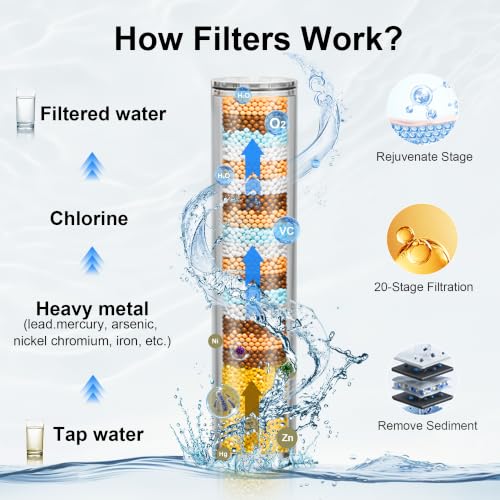 How Filters Work?
Filtered water
Chlorine
Heavy metal
(lead.mercury, arsenic,
nickel chromium, iron, etc.)
Tap water
H₂O
O₂
H₂O
VC
Ni
Zn
Hg
Rejuvenate Stage
20-Stage Filtration
Remove Sediment